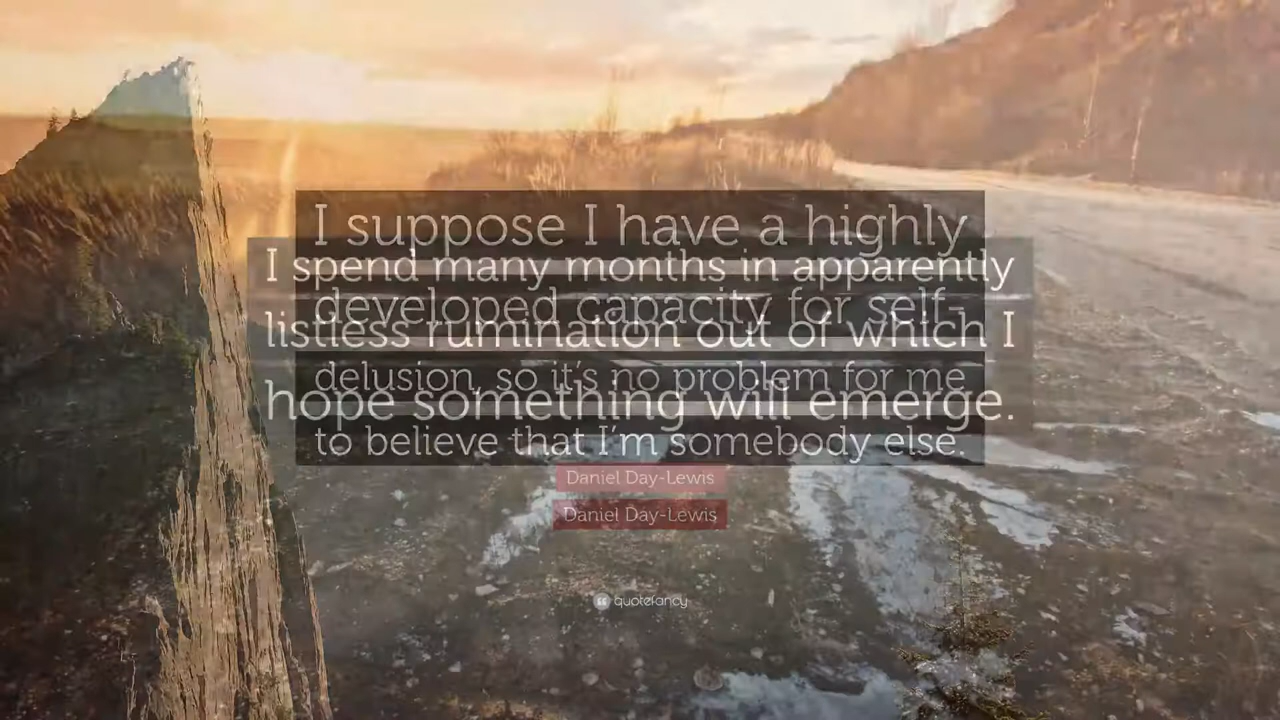 I suppose I have a highly
developed capacity for self-
delusion, so it's no problem for me
to believe that I'm somebody else.
Daniel Day-Lewis
I spend many months in apparently
listless rumination out of which I
hope something will emerge.
Daniel Day-Lewis
quotefancy